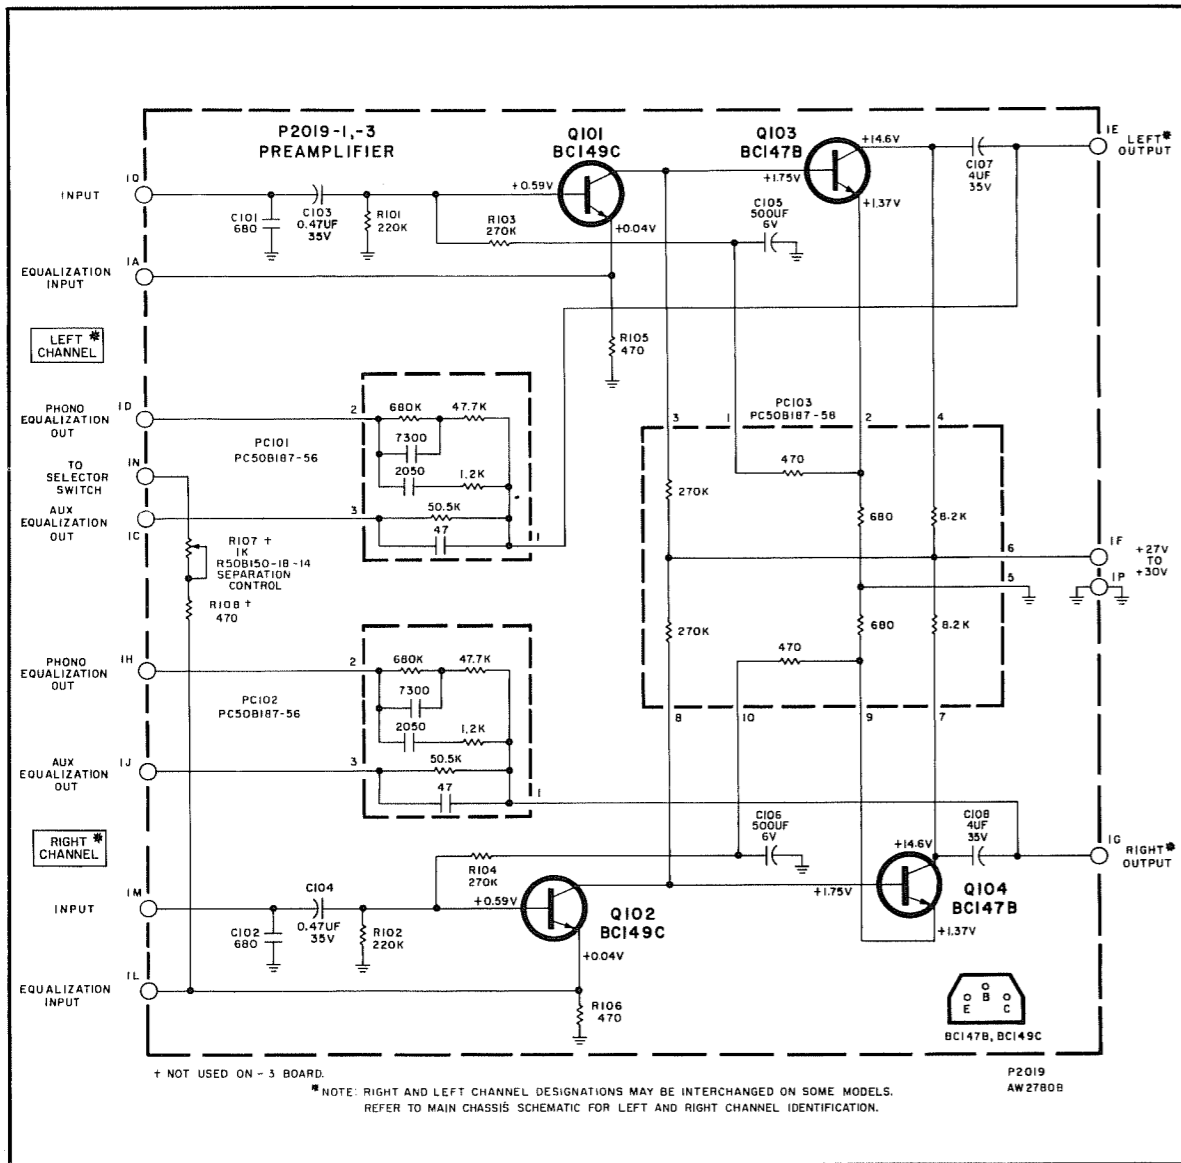 P2019-1,-3
PREAMPLIFIER
Q101
BC149C
Q103
BC147B
+14.6V
1E
LEFT*
OUTPUT
C107
4UF
35V
INPUT
1Q
C101
680
C103
0.47UF
35V
R101
220K
+0.59V
R103
270K
+0.04V
+1.75V
C105
500UF
6V
+1.37V
EQUALIZATION
INPUT
1A
LEFT*
CHANNEL
R105
470
PHONO
EQUALIZATION
OUT
1D
2
680K
47.7K
7300
2050
1.2K
PC101
PC50B187-56
TO
SELECTOR
SWITCH
1N
AUX
EQUALIZATION
OUT
1C
3
50.5K
47
1
R107 †
1K
R50B150-18-14
SEPARATION
CONTROL
R108 †
470
3
1
PC103
PC50B187-58
2
4
470
270K
680
8.2K
6
1F
+27V
TO
+30V
5
1P
270K
680
8.2K
470
8
10
9
7
PHONO
EQUALIZATION
OUT
1H
2
680K
47.7K
7300
2050
1.2K
PC102
PC50B187-56
AUX
EQUALIZATION
OUT
1J
3
50.5K
47
1
RIGHT*
CHANNEL
R104
270K
C106
500UF
6V
C108
4UF
35V
+14.6V
1G
RIGHT*
OUTPUT
INPUT
1M
C102
680
C104
0.47UF
35V
R102
220K
+0.59V
Q102
BC149C
+0.04V
+1.75V
Q104
BC147B
+1.37V
EQUALIZATION
INPUT
1L
R106
470
E
B
C
BC147B, BC149C
† NOT USED ON -3 BOARD.
P2019
AW2780B
*NOTE: RIGHT AND LEFT CHANNEL DESIGNATIONS MAY BE INTERCHANGED ON SOME MODELS.
REFER TO MAIN CHASSIS SCHEMATIC FOR LEFT AND RIGHT CHANNEL IDENTIFICATION.